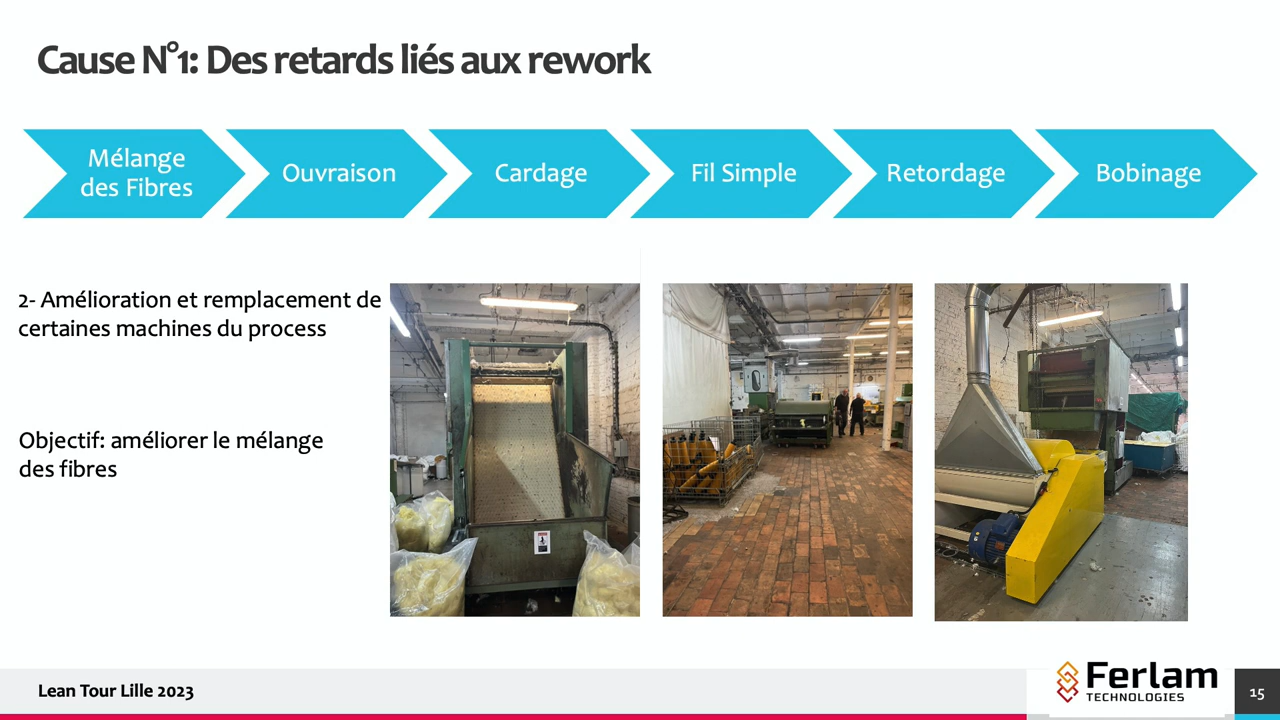 Cause N°1: Des retards liés aux rework
Mélange
des Fibres
Ouvraison
Cardage
Fil Simple
Retordage
Bobinage
2- Amélioration et remplacement de
certaines machines du process
Objectif: améliorer le mélange
des fibres
Lean Tour Lille 2023
Ferlam
TECHNOLOGIES
15